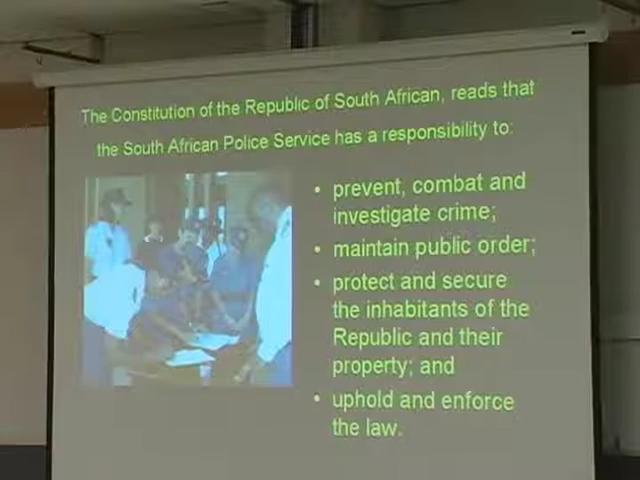 The Constitution of the Republic of South African, reads that
the South African Police Service has a responsibility to:
• prevent, combat and
investigate crime;
• maintain public order;
• protect and secure
the inhabitants of the
Republic and their
property; and
• uphold and enforce
the law.